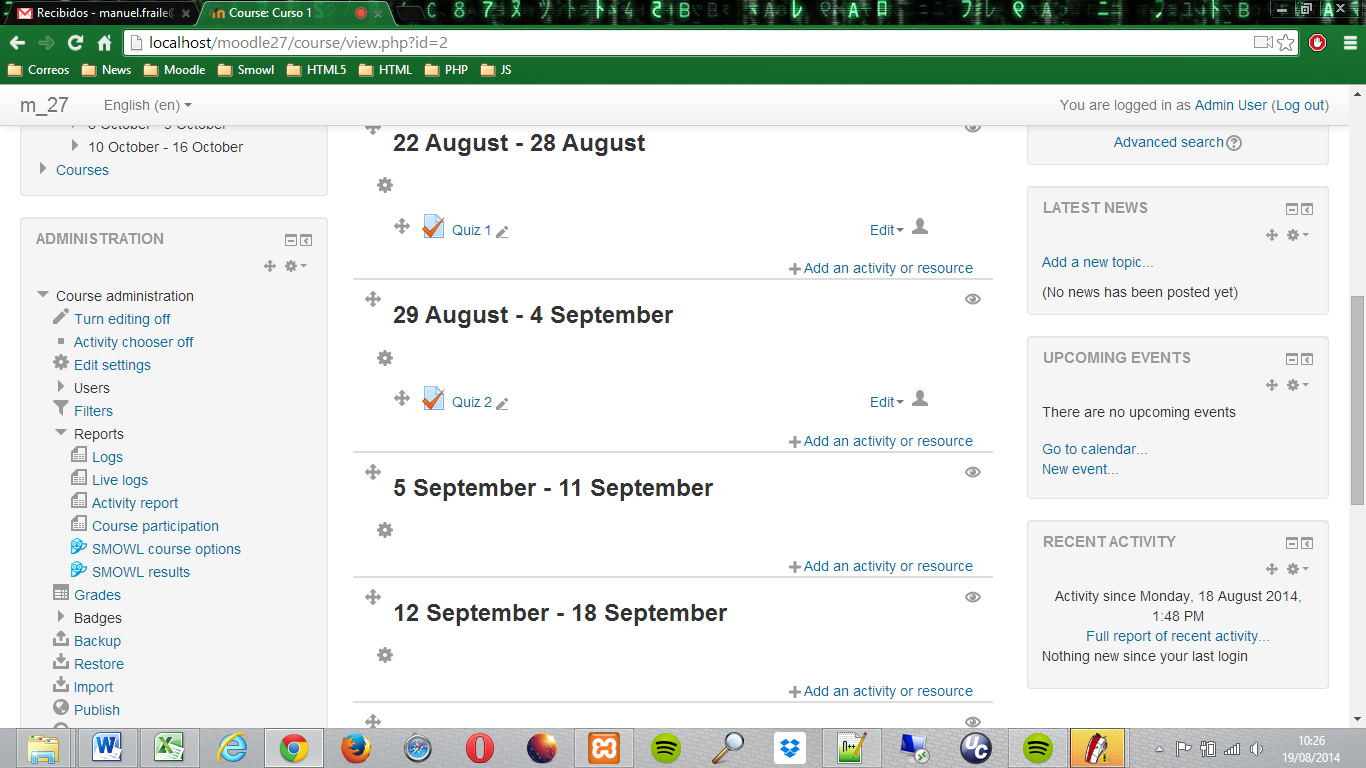 Recibidos - manuel.fraile@
Course: Curso 1
localhost/moodle27/course/view.php?id=2
Correos
News
Moodle
Smowl
HTML5
HTML
PHP
JS
m_27
English (en)
You are logged in as Admin User (Log out)
3 October - 9 October
10 October - 16 October
Courses
ADMINISTRATION
Course administration
Turn editing off
Activity chooser off
Edit settings
Users
Filters
Reports
Logs
Live logs
Activity report
Course participation
SMOWL course options
SMOWL results
Grades
Badges
Backup
Restore
Import
Publish
22 August - 28 August
Quiz 1
Edit
Add an activity or resource
29 August - 4 September
Quiz 2
Edit
Add an activity or resource
5 September - 11 September
Add an activity or resource
12 September - 18 September
Add an activity or resource
Advanced search
LATEST NEWS
Add a new topic...
(No news has been posted yet)
UPCOMING EVENTS
There are no upcoming events
Go to calendar...
New event...
RECENT ACTIVITY
Activity since Monday, 18 August 2014,
1:48 PM
Full report of recent activity...
Nothing new since your last login
10:26
19/08/2014